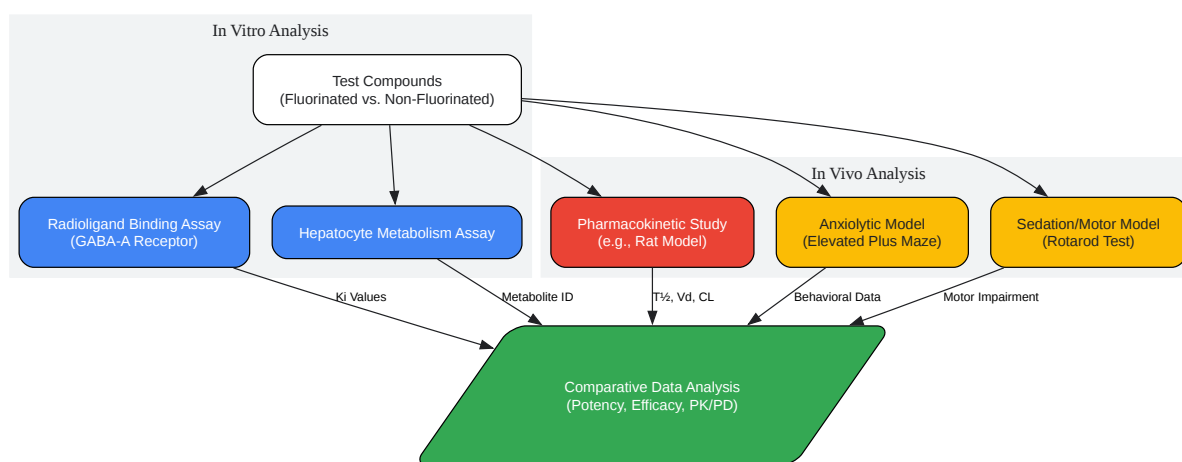 In Vitro Analysis
Test Compounds
(Fluorinated vs. Non-Fluorinated)
In Vivo Analysis
Radioligand Binding Assay
(GABA-A Receptor)
Hepatocyte Metabolism Assay
Pharmacokinetic Study
(e.g., Rat Model)
Anxiolytic Model
(Elevated Plus Maze)
Sedation/Motor Model
(Rotarod Test)
Ki Values
Metabolite ID
T½, Vd, CL
Behavioral Data
Motor Impairment
Comparative Data Analysis
(Potency, Efficacy, PK/PD)